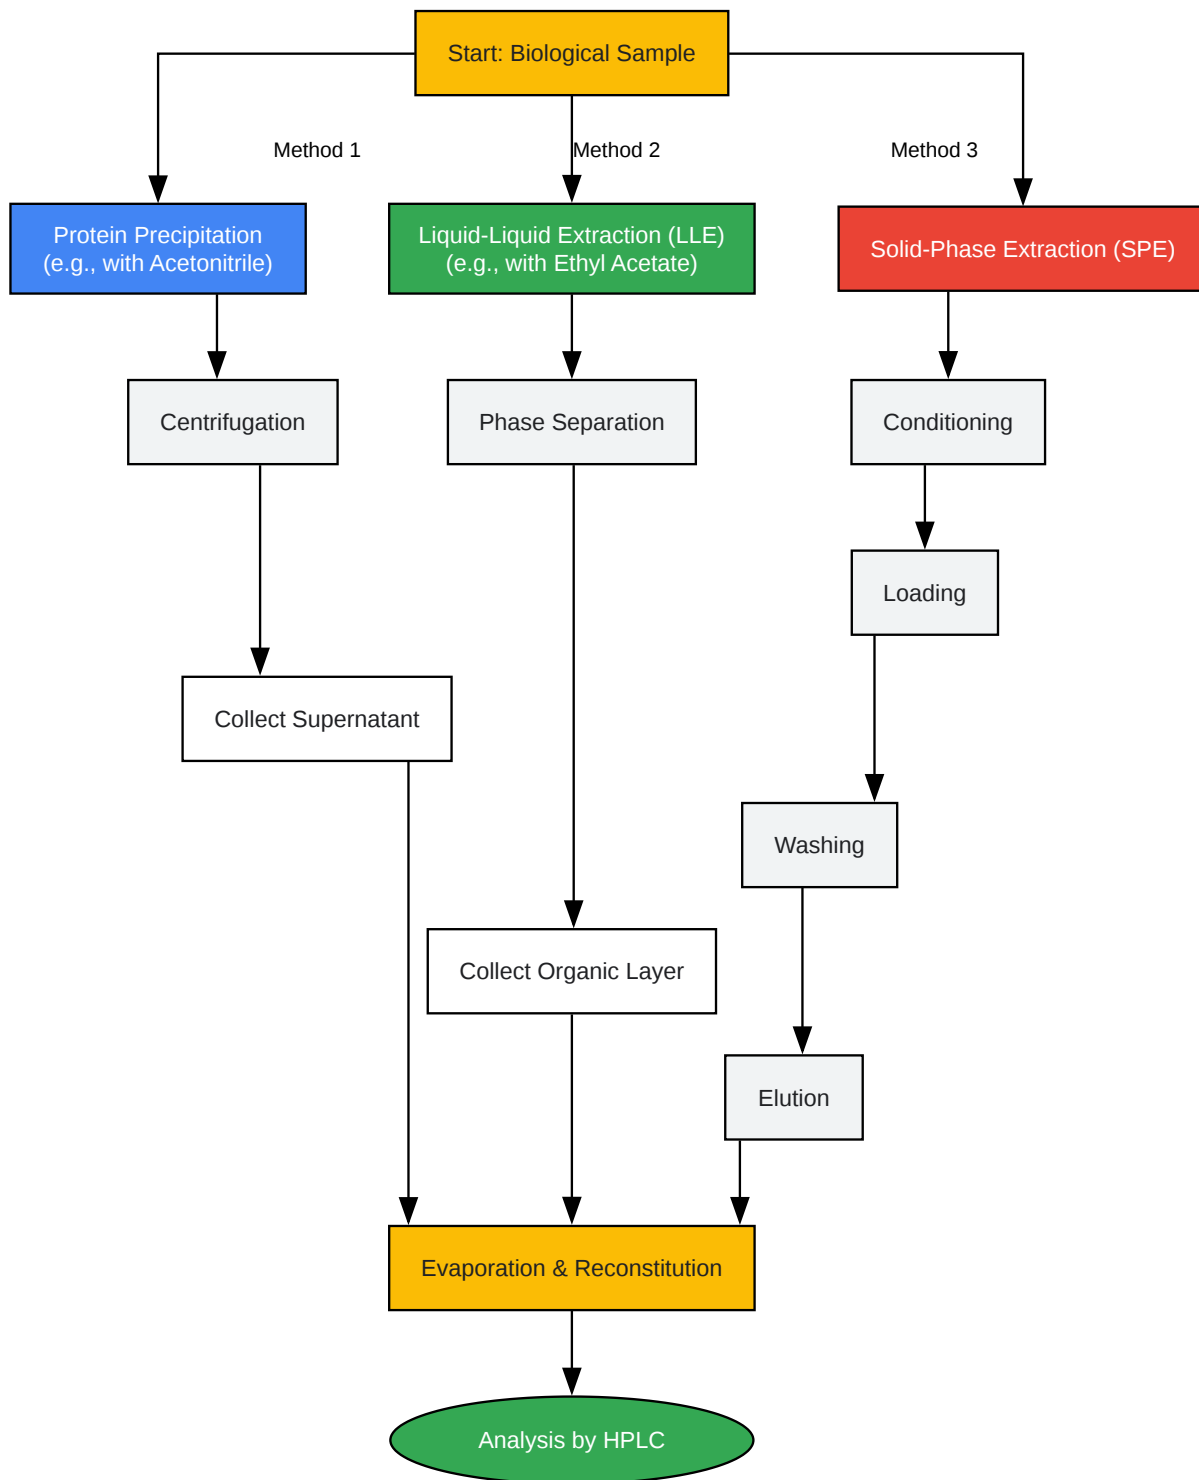 Start: Biological Sample
Method 1
Method 2
Method 3
Protein Precipitation
(e.g., with Acetonitrile)
Liquid-Liquid Extraction (LLE)
(e.g., with Ethyl Acetate)
Solid-Phase Extraction (SPE)
Centrifugation
Phase Separation
Conditioning
Loading
Collect Supernatant
Washing
Collect Organic Layer
Elution
Evaporation & Reconstitution
Analysis by HPLC